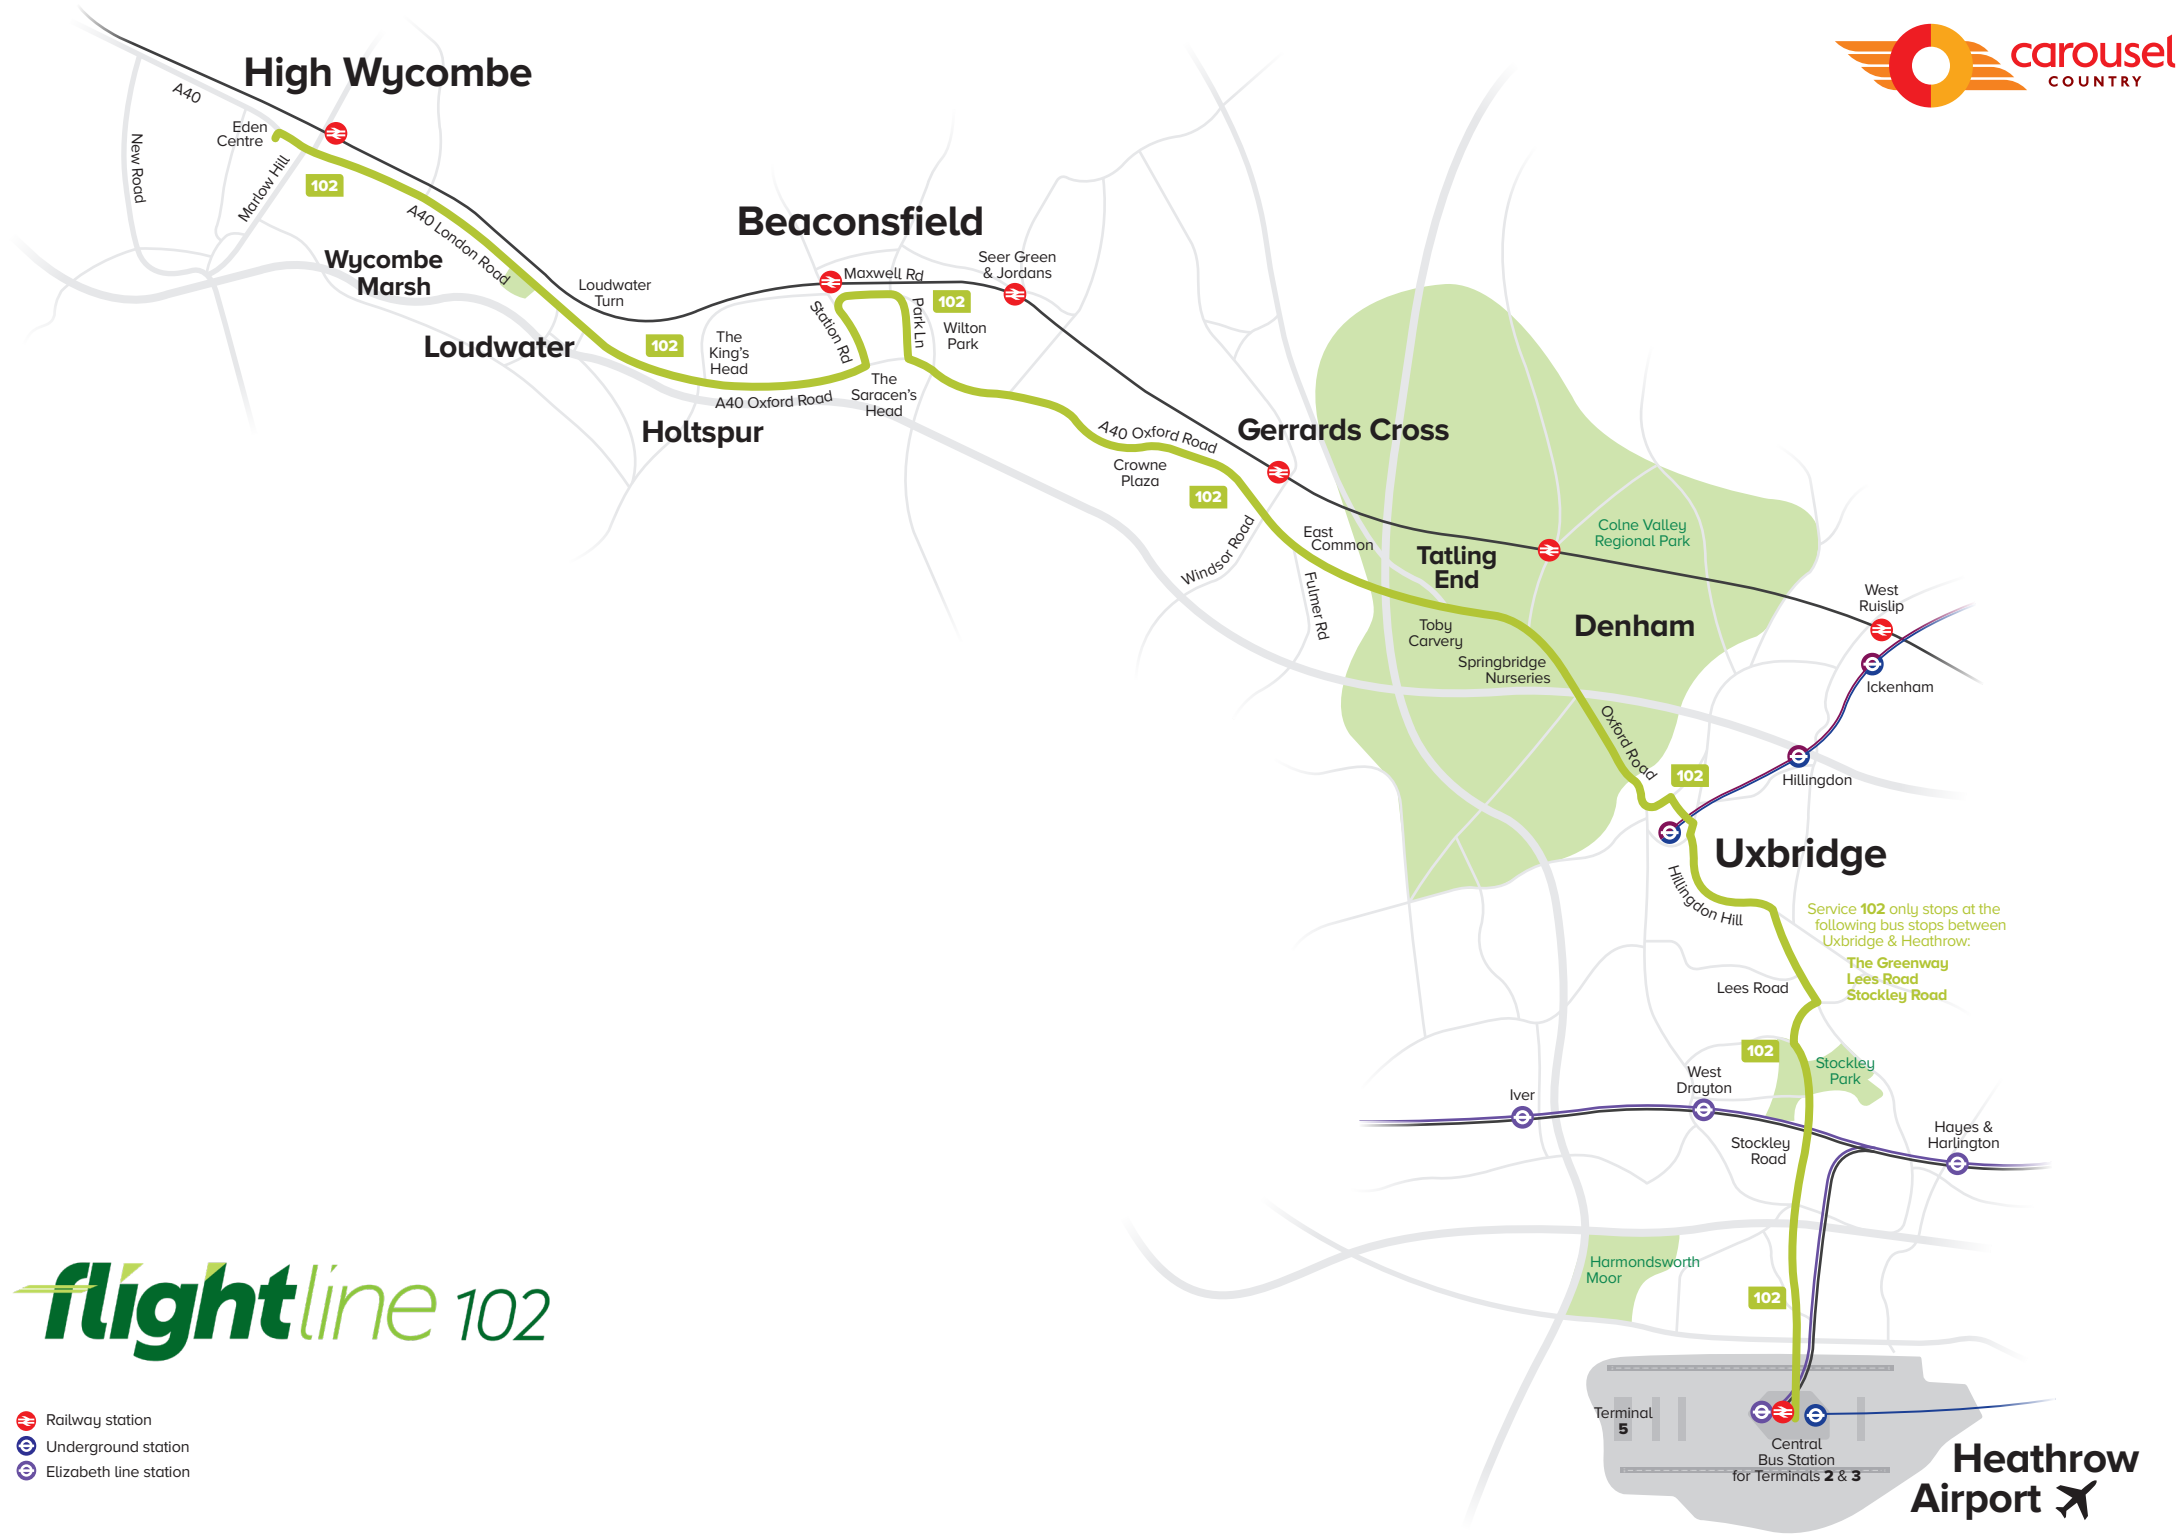 carousel
COUNTRY
High Wycombe
A40
Eden
Centre
New Road
Marlow Hill
102
A40 London Road
Wycombe
Marsh
Loudwater
Loudwater
Turn
102
The
King's
Head
A40 Oxford Road
Holtspur
Beaconsfield
Maxwell Rd
Station Rd
Park Ln
102
Wilton
Park
The
Saracen's
Head
Seer Green
& Jordans
A40 Oxford Road
Crowne
Plaza
102
Gerrards Cross
Windsor Road
East
Common
Fulmer Rd
Tatling
End
Toby
Carvery
Springbridge
Nurseries
Colne Valley
Regional Park
Denham
Oxford Road
West
Ruislip
Ickenham
Hillingdon
102
Uxbridge
Hillingdon Hill
Service 102 only stops at the
following bus stops between
Uxbridge & Heathrow:
The Greenway
Lees Road
Stockley Road
Lees Road
102
Stockley
Park
West
Drayton
Iver
Stockley
Road
Hayes &
Harlington
Harmondsworth
Moor
102
Terminal
5
Central
Bus Station
for Terminals 2 & 3
Heathrow
Airport
flightline 102
Railway station
Underground station
Elizabeth line station